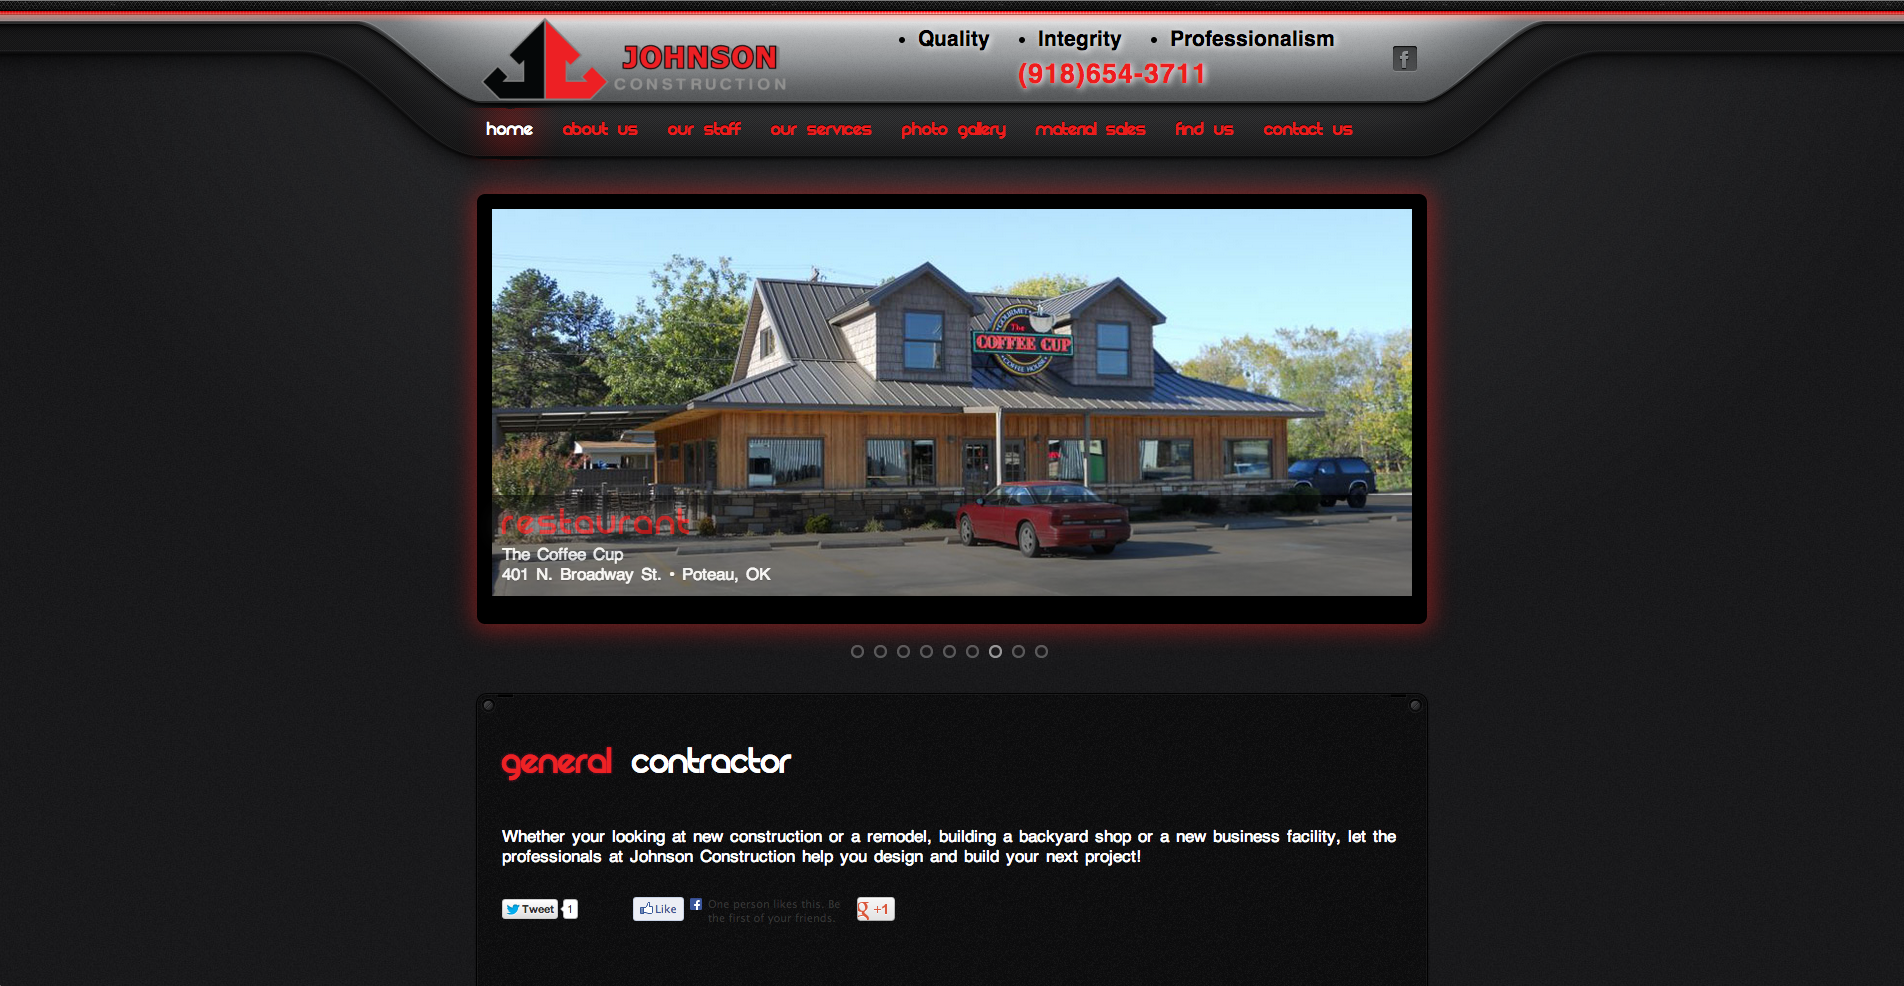 JOHNSON
CONSTRUCTION
• Quality • Integrity • Professionalism
(918)654-3711
f
home about us our staff our services photo gallery material sales find us contact us
GOURMET
The
COFFEE CUP
COFFEE HOUSE
restaurant
The Coffee Cup
401 N. Broadway St. • Poteau, OK
general contractor
Whether your looking at new construction or a remodel, building a backyard shop or a new business facility, let the
professionals at Johnson Construction help you design and build your next project!
Tweet 1 Like f One person likes this. Be g +1
the first of your friends.